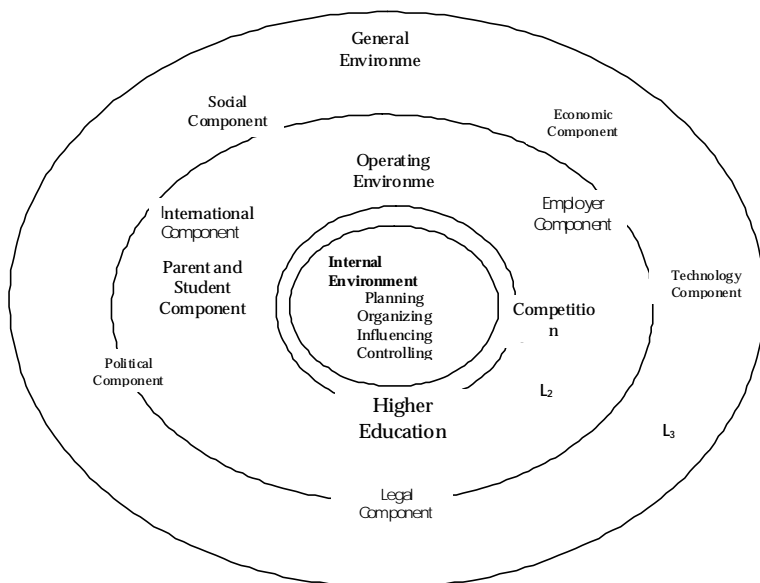 General
Environme
Social
Component
Economic
Component
Operating
Environme
International
Component
Employer
Component
Parent and
Student
Component
Internal
Environment
Planning
Organizing
Influencing
Controlling
Technology
Component
Competitio
n
Political
Component
Higher
Education
L₂
L₃
Legal
Component